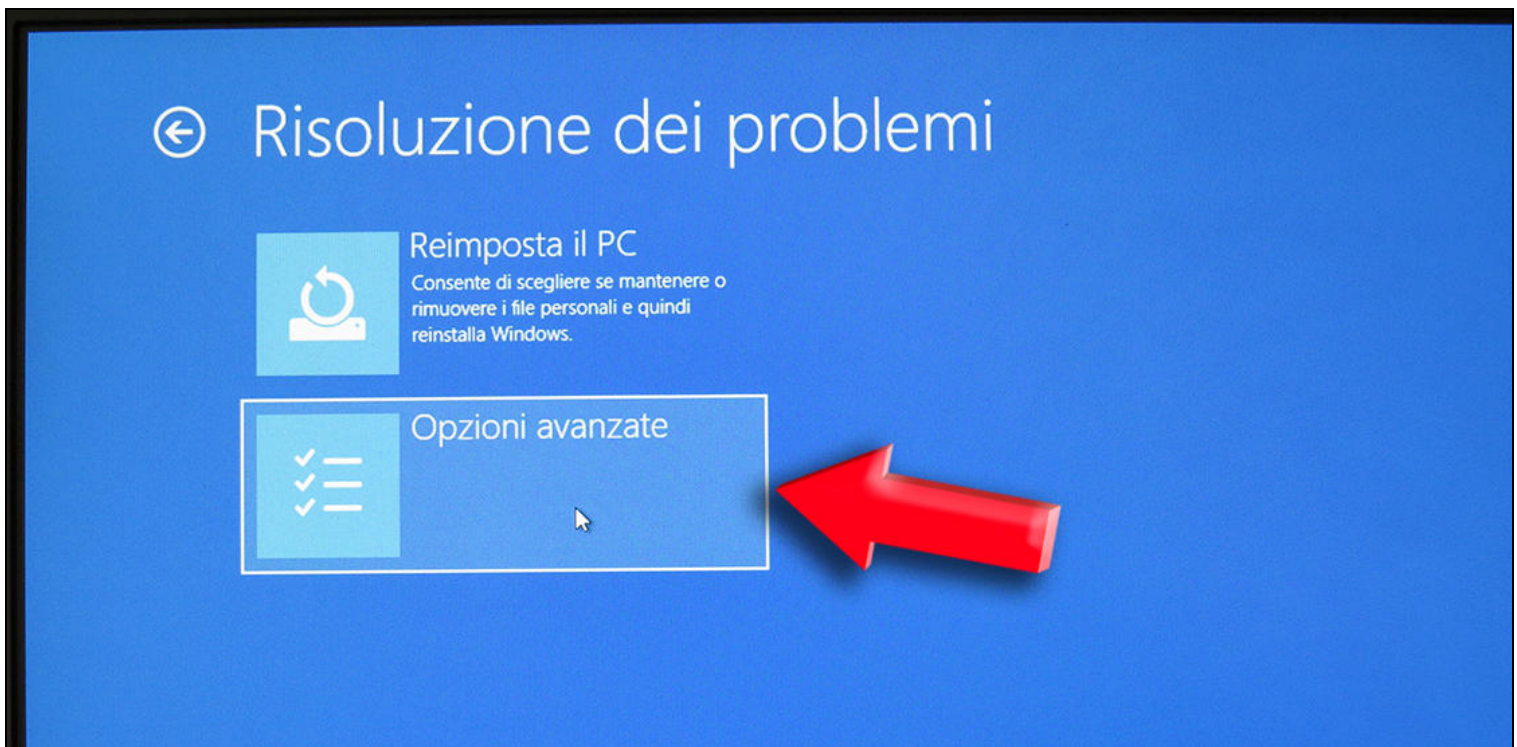 Risoluzione dei problemi
Reimposta il PC
Consente di scegliere se mantenere o
rimuovere i file personali e quindi
reinstalla Windows.
Opzioni avanzate